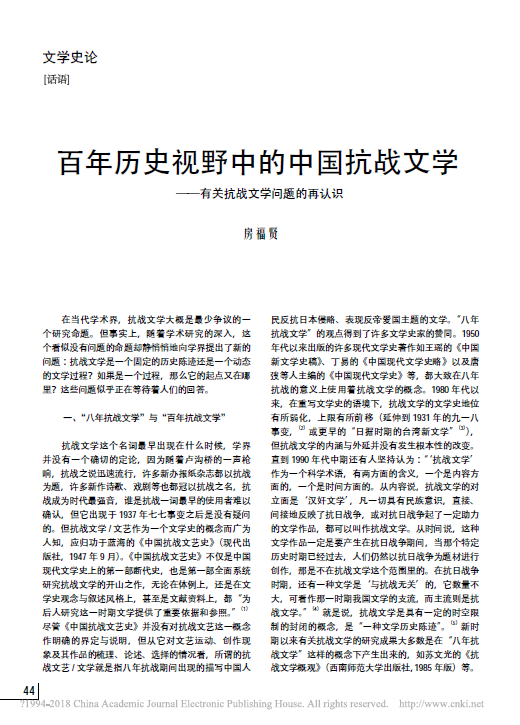 文学史论
[话语]
百年历史视野中的中国抗战文学
——有关抗战文学问题的再认识
房福贤
在当代学术界，抗战文学大概是最少争议的一
个研究命题。但事实上，随着学术研究的深入，这
个看似没有问题的命题却静悄悄地向学界提出了新的
问题：抗战文学是一个固定的历史陈迹还是一个动态
的文学过程？如果是一个过程，那么它的起点又在哪
里？这些问题似乎正在等待着人们的回答。
一、“八年抗战文学”与“百年抗战文学”
抗战文学这个名词最早出现在什么时候，学界
并没有一个确切的定论，因为随着卢沟桥的一声枪
响，抗战之说迅速流行，许多新办报纸杂志都以抗战
为题，许多新作诗歌、戏剧等也都冠以抗战之名，抗
战成为时代最强音，谁是抗战一词最早的使用者难以
确认，但它出现于 1937 年七七事变之后是没有疑问
的。但抗战文学 / 文艺作为一个文学史的概念而广为
人知，应归功于蓝海的《中国抗战文艺史》（现代出
版社，1947 年 9 月）。《中国抗战文艺史》不仅是中国
现代文学史上的第一部断代史，也是第一部全面系统
研究抗战文学的开山之作，无论在体例上，还是在文
学史观念与叙述风格上，甚至是文献资料上，都“为
后人研究这一时期文学提供了重要依据和参照。”（1）
尽管《中国抗战文艺史》并没有对抗战文艺这一概念
作明确的界定与说明，但从它对文艺运动、创作现
象及其作品的梳理、论述、选择的情况看，所谓的抗
战文艺 / 文学就是指八年抗战期间出现的描写中国人
民反抗日本侵略、表现反帝爱国主题的文学。“八年
抗战文学”的观点得到了许多文学史家的赞同。1950
年代以来出版的许多现代文学史著作如王瑶的《中国
新文学史稿》、丁易的《中国现代文学史略》以及唐
弢等人主编的《中国现代文学史》等，都大致在八年
抗战的意义上使用着抗战文学的概念。1980 年代以
来，在重写文学史的语境下，抗战文学的文学史地位
有所弱化，上限有所前移（延伸到 1931 年的九一八
事变，（2）或更早的“日据时期的台湾新文学”（3）），
但抗战文学的内涵与外延并没有发生根本性的改变。
直到 1990 年代中期还有人坚持认为：“‘抗战文学’
作为一个科学术语，有两方面的含义，一个是内容方
面的，一个是时间方面的。从内容说，抗战文学的对
立面是‘汉奸文学’，凡一切具有民族意识，直接、
间接地反映了抗日战争，或对抗日战争起了一定助力
的文学作品，都可以叫作抗战文学。从时间说，这种
文学作品一定是要产生在抗日战争期间，当那个特定
历史时期已经过去，人们仍然以抗日战争为题材进行
创作，那是不在抗战文学这个范围里的。在抗日战争
时期，还有一种文学是‘与抗战无关’的，它数量不
大，可看作那一时期我国文学的支流，而主流则是抗
战文学。”（4）就是说，抗战文学是具有一定的时空限
制的封闭的概念，是“一种文学历史陈迹”。（5）新时
期以来有关抗战文学的研究成果大多数是在“八年抗
战文学”这样的概念下产生出来的，如苏文光的《抗
战文学概观》（西南师范大学出版社，1985 年版）等。
44
?1994-2018 China Academic Journal Electronic Publishing House. All rights reserved. http://www.cnki.net